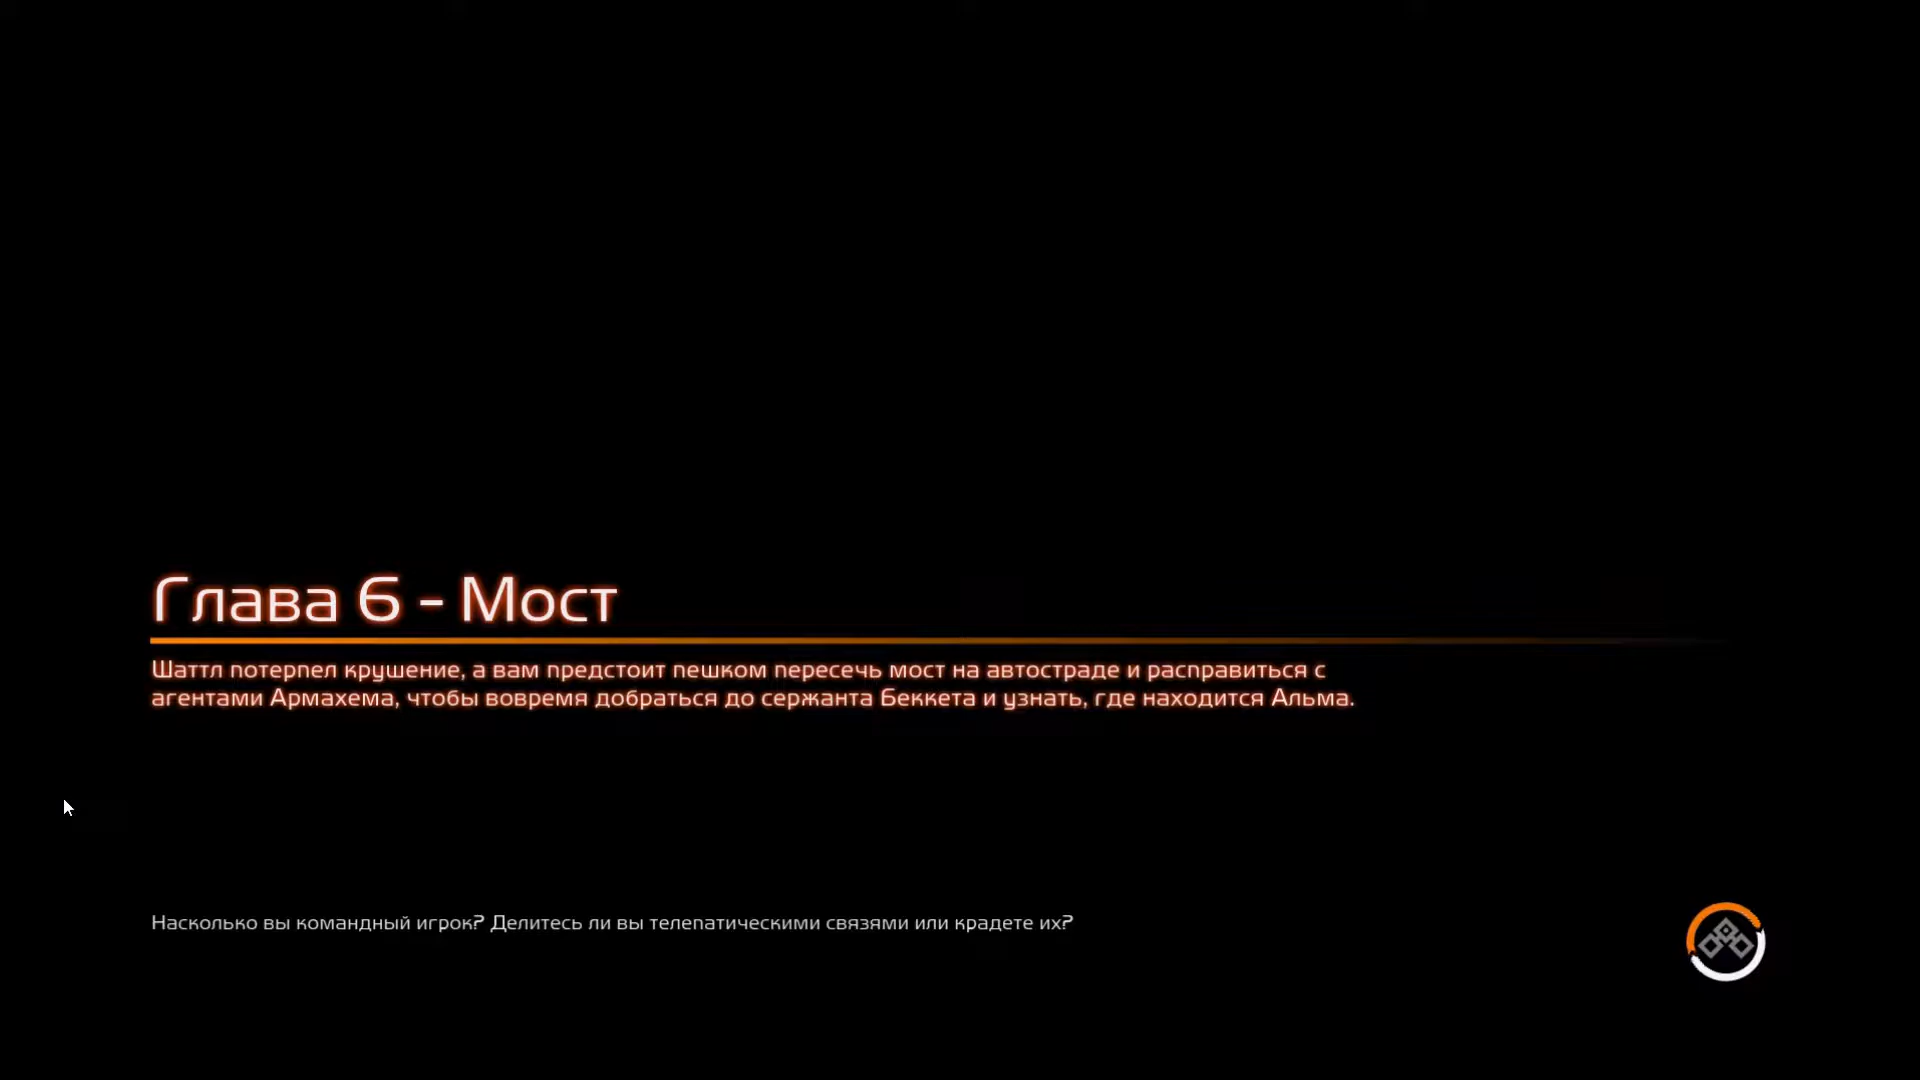 Глава 6 - Мост
Шаттл потерпел крушение, а вам предстоит пешком пересечь мост на автостраде и расправиться с
агентами Армахема, чтобы вовремя добраться до сержанта Беккета и узнать, где находится Альма.
Насколько вы командный игрок? Делитесь ли вы телепатическими связями или крадете их?